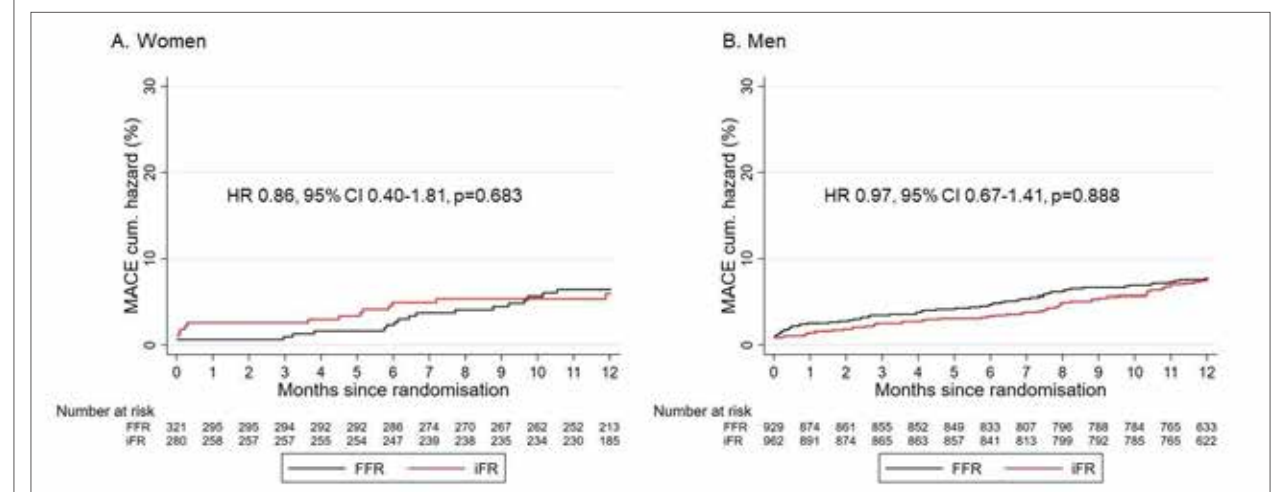 A. Women
MACE cum. hazard (%)
30
20
10
0
HR 0.86, 95% CI 0.40-1.81, p=0.683
0 1 2 3 4 5 6 7 8 9 10 11 12
Months since randomisation
Number at risk
FFR 321 295 295 294 292 292 286 274 270 267 262 252 213
iFR 280 258 257 257 255 254 247 239 238 235 234 230 185
FFR iFR
B. Men
MACE cum. hazard (%)
30
20
10
0
HR 0.97, 95% CI 0.67-1.41, p=0.888
0 1 2 3 4 5 6 7 8 9 10 11 12
Months since randomisation
Number at risk
FFR 929 874 861 855 852 849 833 807 796 788 784 765 633
iFR 962 891 874 865 863 857 841 813 799 792 785 765 622
FFR iFR